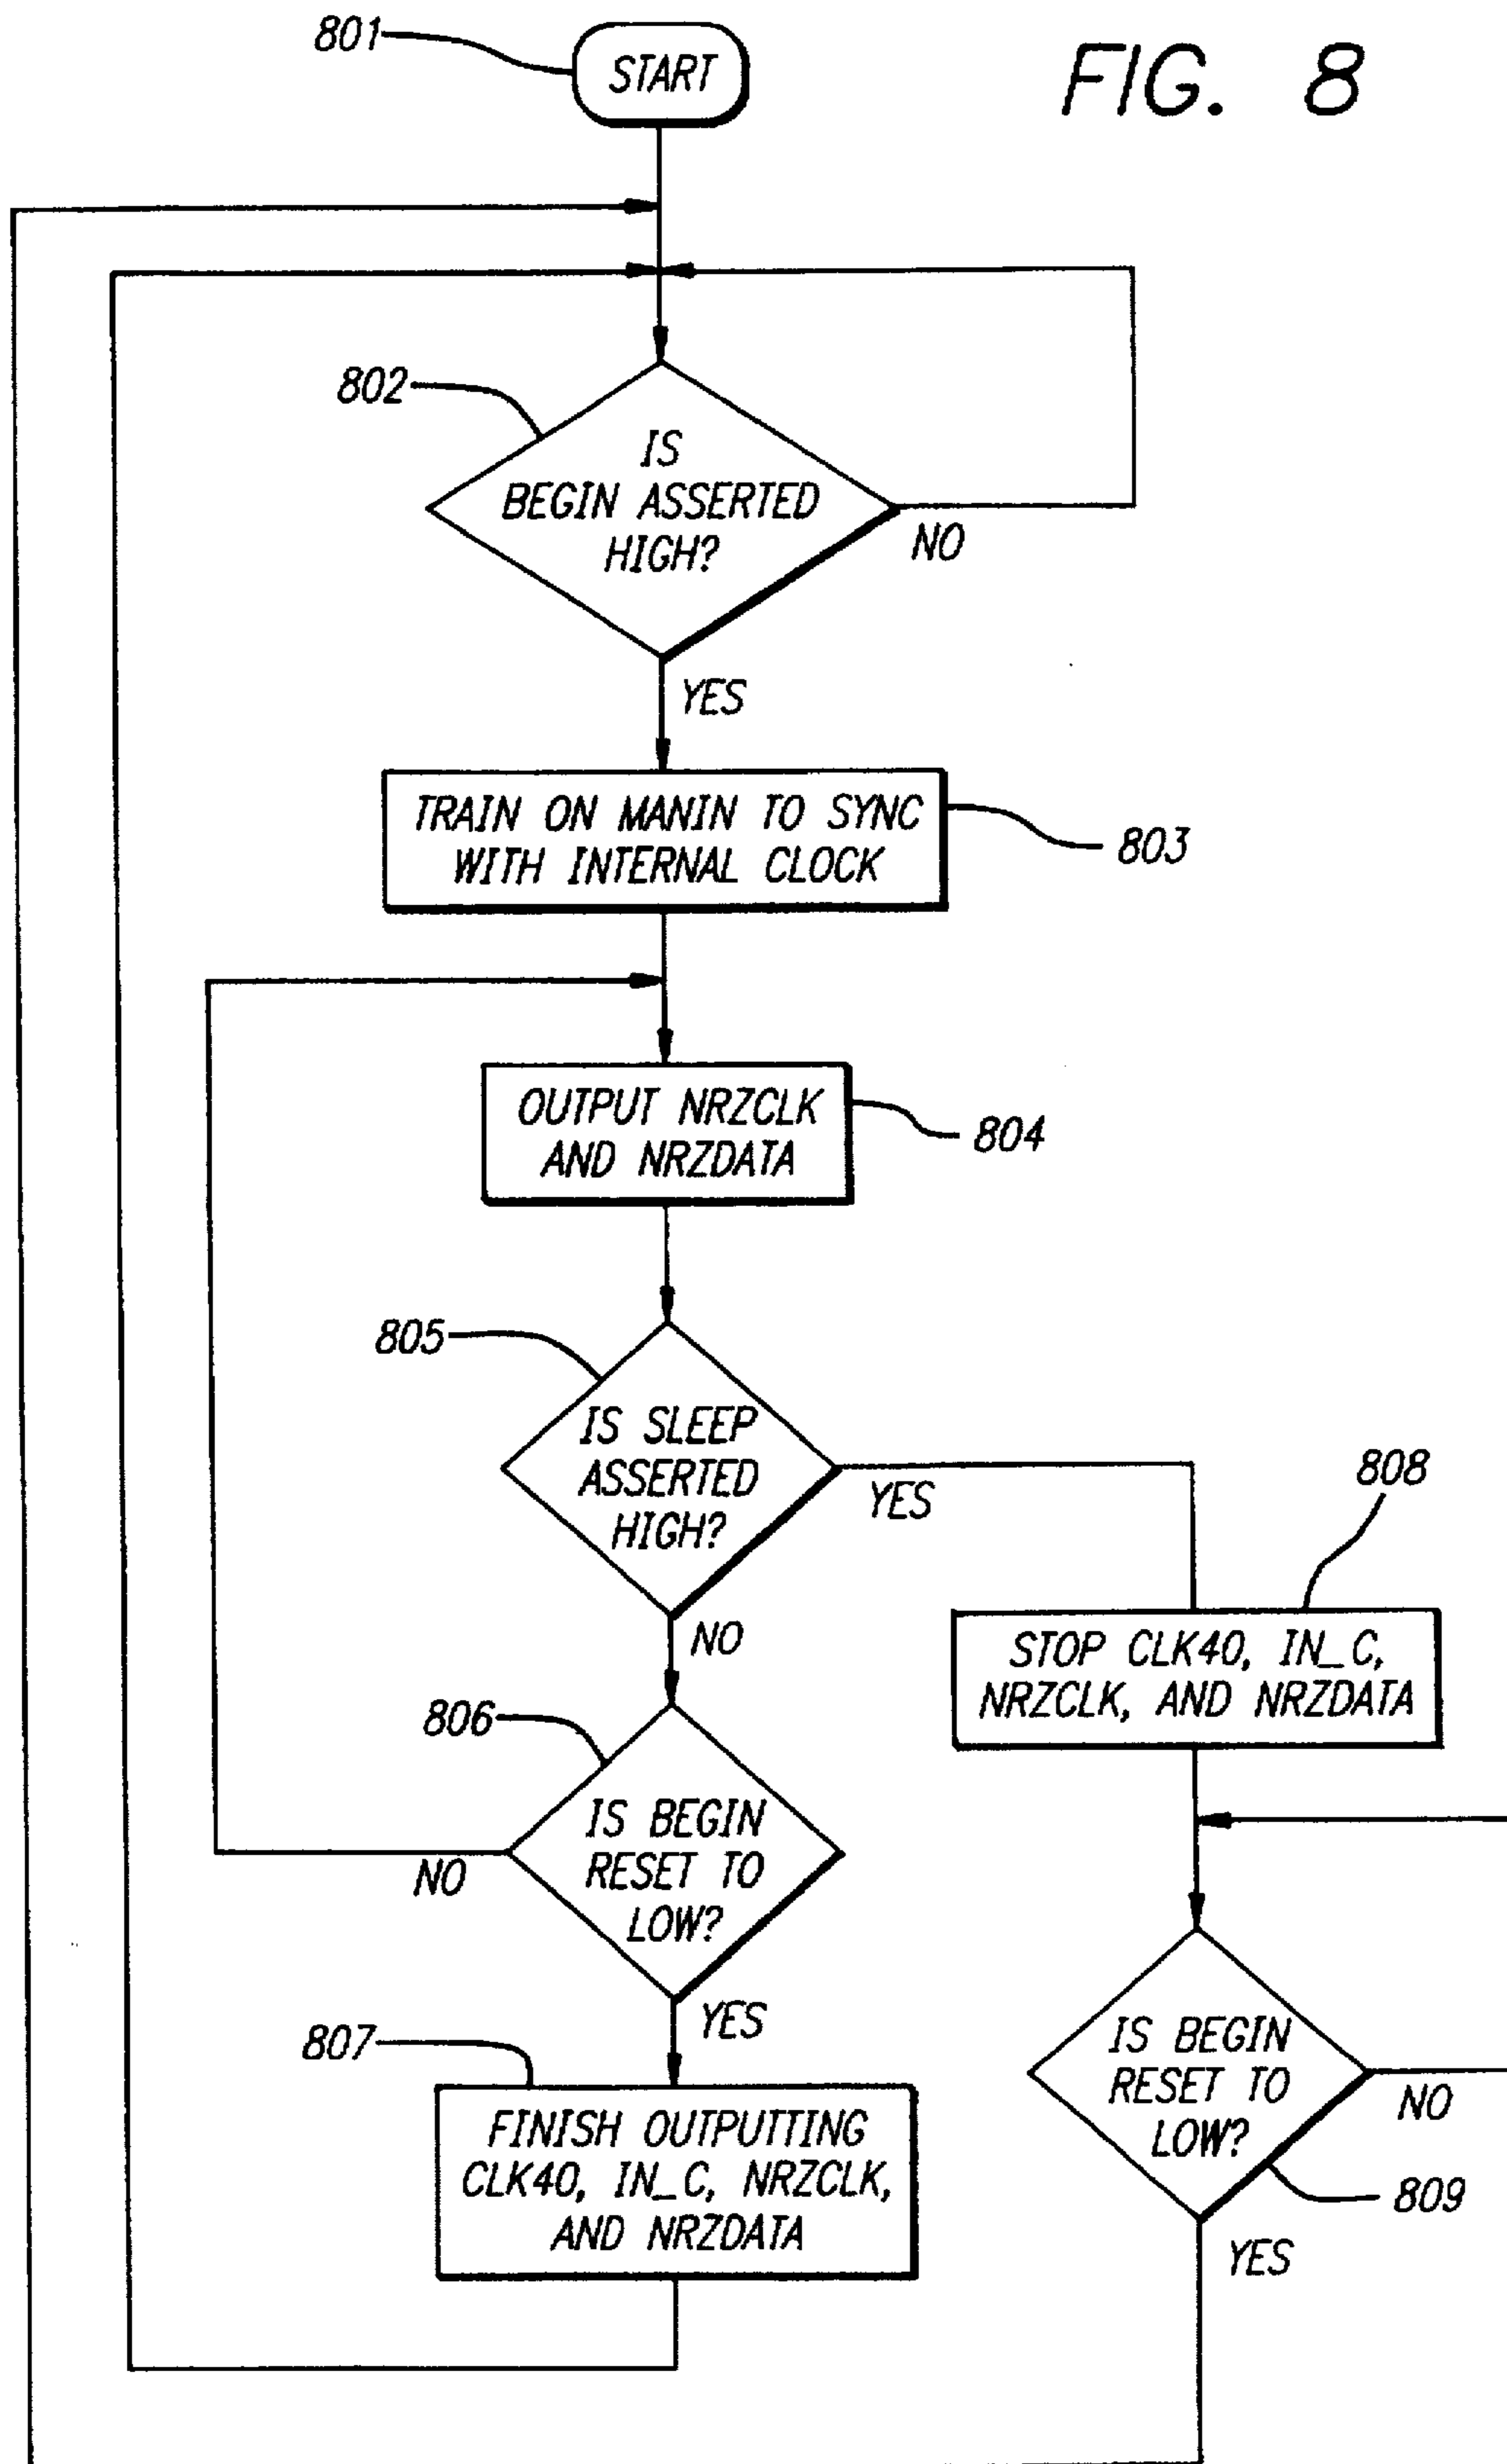 801
START
FIG. 8
802
IS
BEGIN ASSERTED
HIGH?
NO
YES
TRAIN ON MANIN TO SYNC
WITH INTERNAL CLOCK
803
OUTPUT NRZCLK
AND NRZDATA
804
805
IS SLEEP
ASSERTED
HIGH?
YES
NO
808
STOP CLK40, IN_C,
NRZCLK, AND NRZDATA
806
IS BEGIN
RESET TO
LOW?
NO
YES
807
FINISH OUTPUTTING
CLK40, IN_C, NRZCLK,
AND NRZDATA
IS BEGIN
RESET TO
LOW?
NO
809
YES